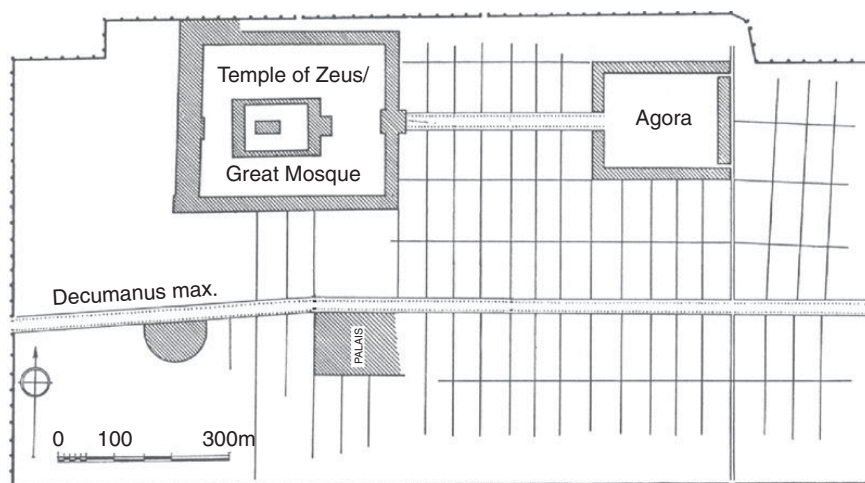 Temple of Zeus/
Great Mosque
Agora
Decumanus max.
PALAIS
0 100 300m